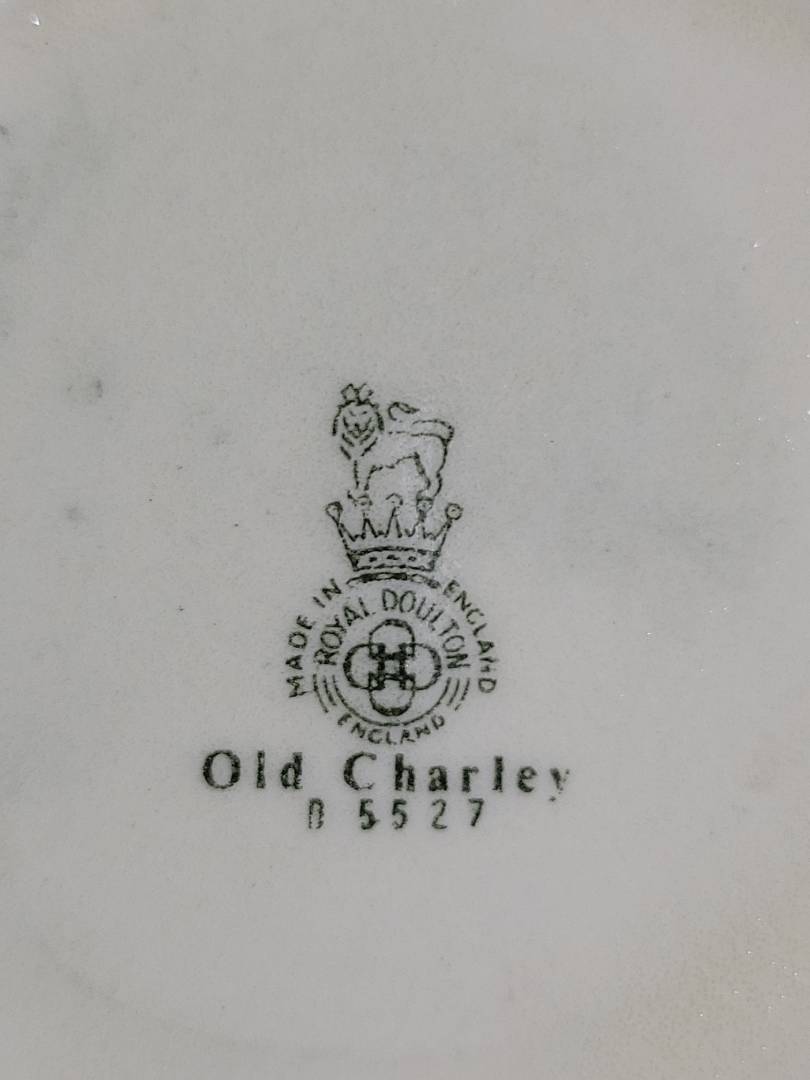 MADE IN ENGLAND
ROYAL DOULTON
ENGLAND
Old Charley
D 5527